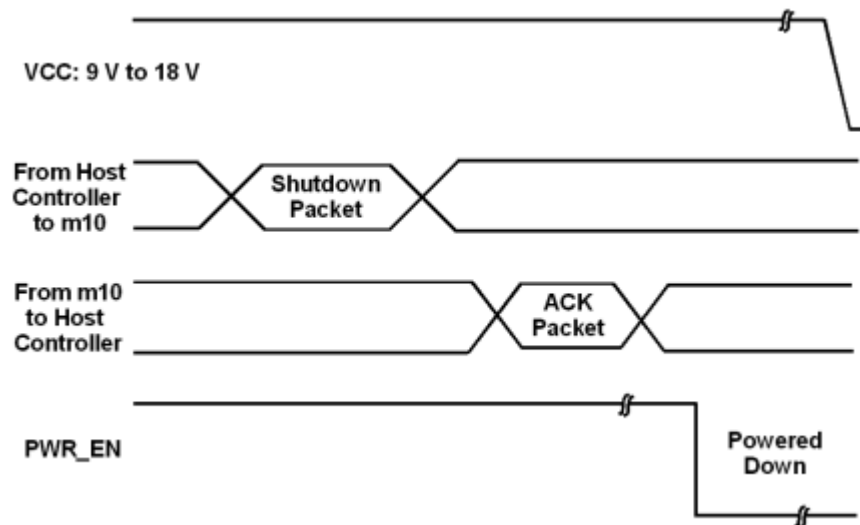 VCC: 9 V to 18 V
From Host
Controller
to m10
Shutdown
Packet
From m10
to Host
Controller
ACK
Packet
PWR_EN
Powered
Down